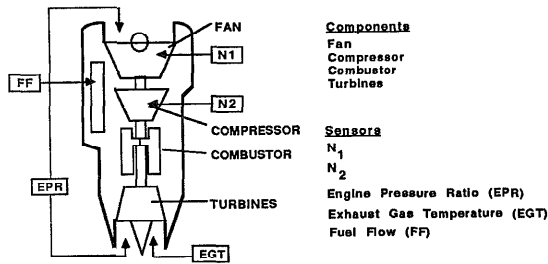 FAN
N1
FF
N2
COMPRESSOR
COMBUSTOR
EPR
TURBINES
EGT
Components
Fan
Compressor
Combustor
Turbines
Sensors
N1
N2
Engine Pressure Ratio (EPR)
Exhaust Gas Temperature (EGT)
Fuel Flow (FF)